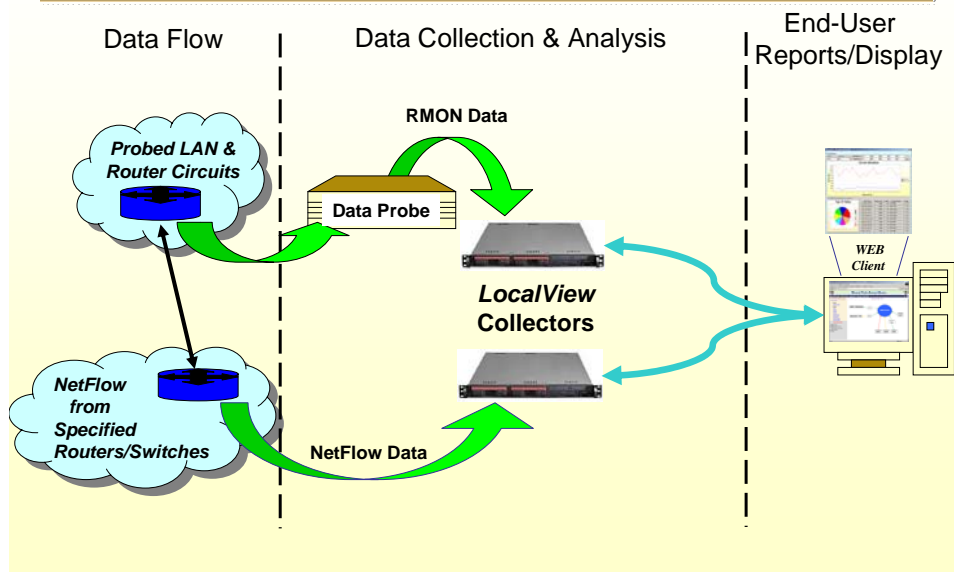 Data Flow
Data Collection & Analysis
End-User
Reports/Display
RMON Data
Probed LAN &
Router Circuits
Data Probe
WEB
Client
LocalView
Collectors
NetFlow
from
Specified
Routers/Switches
NetFlow Data